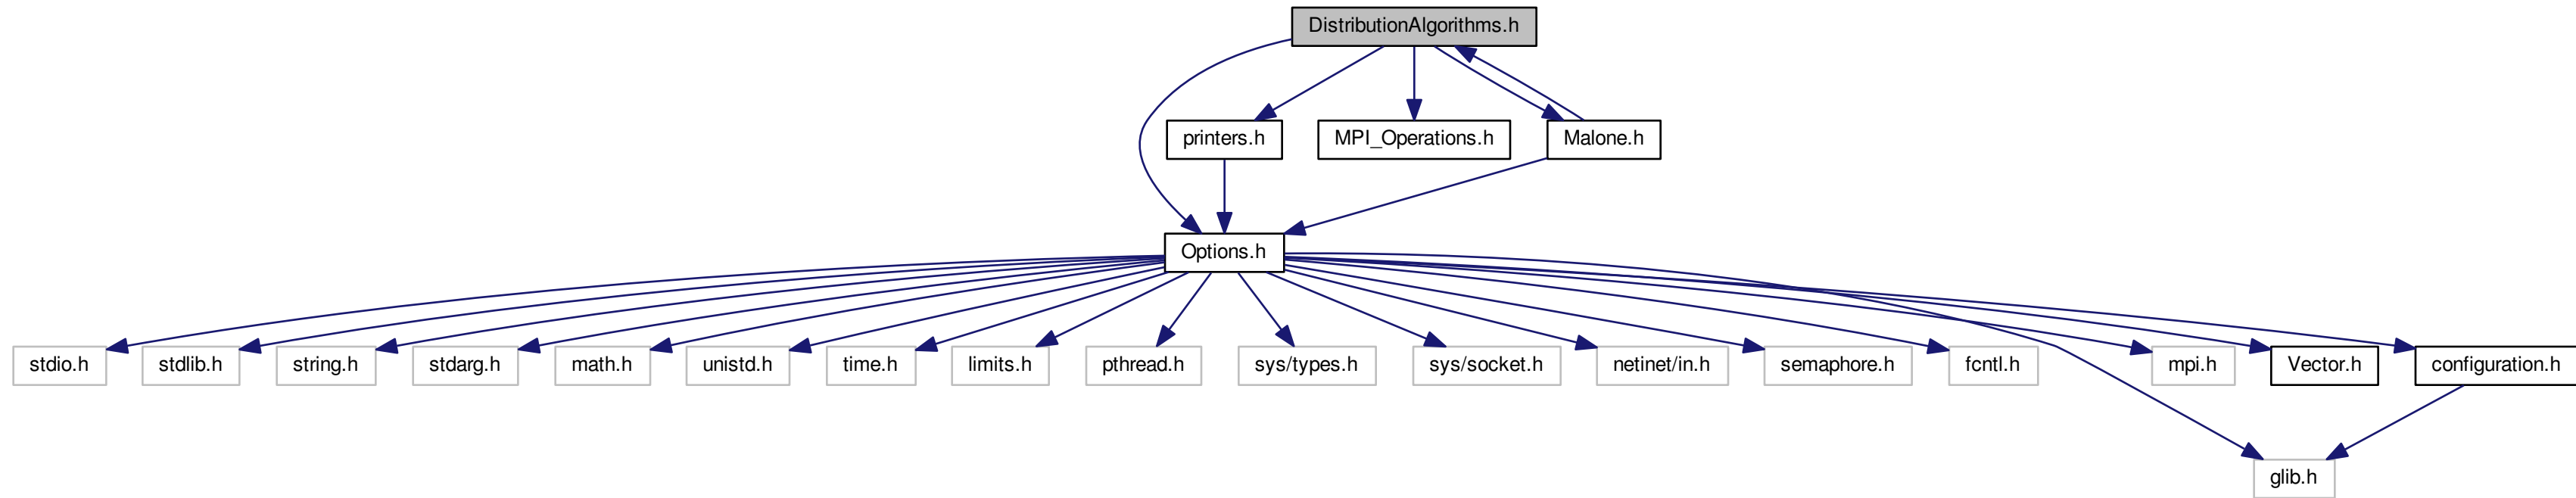 DistributionAlgorithms.h
printers.h
MPI_Operations.h
Malone.h
Options.h
stdio.h
stdlib.h
string.h
stdarg.h
math.h
unistd.h
time.h
limits.h
pthread.h
sys/types.h
sys/socket.h
netinet/in.h
semaphore.h
fcntl.h
mpi.h
Vector.h
configuration.h
glib.h